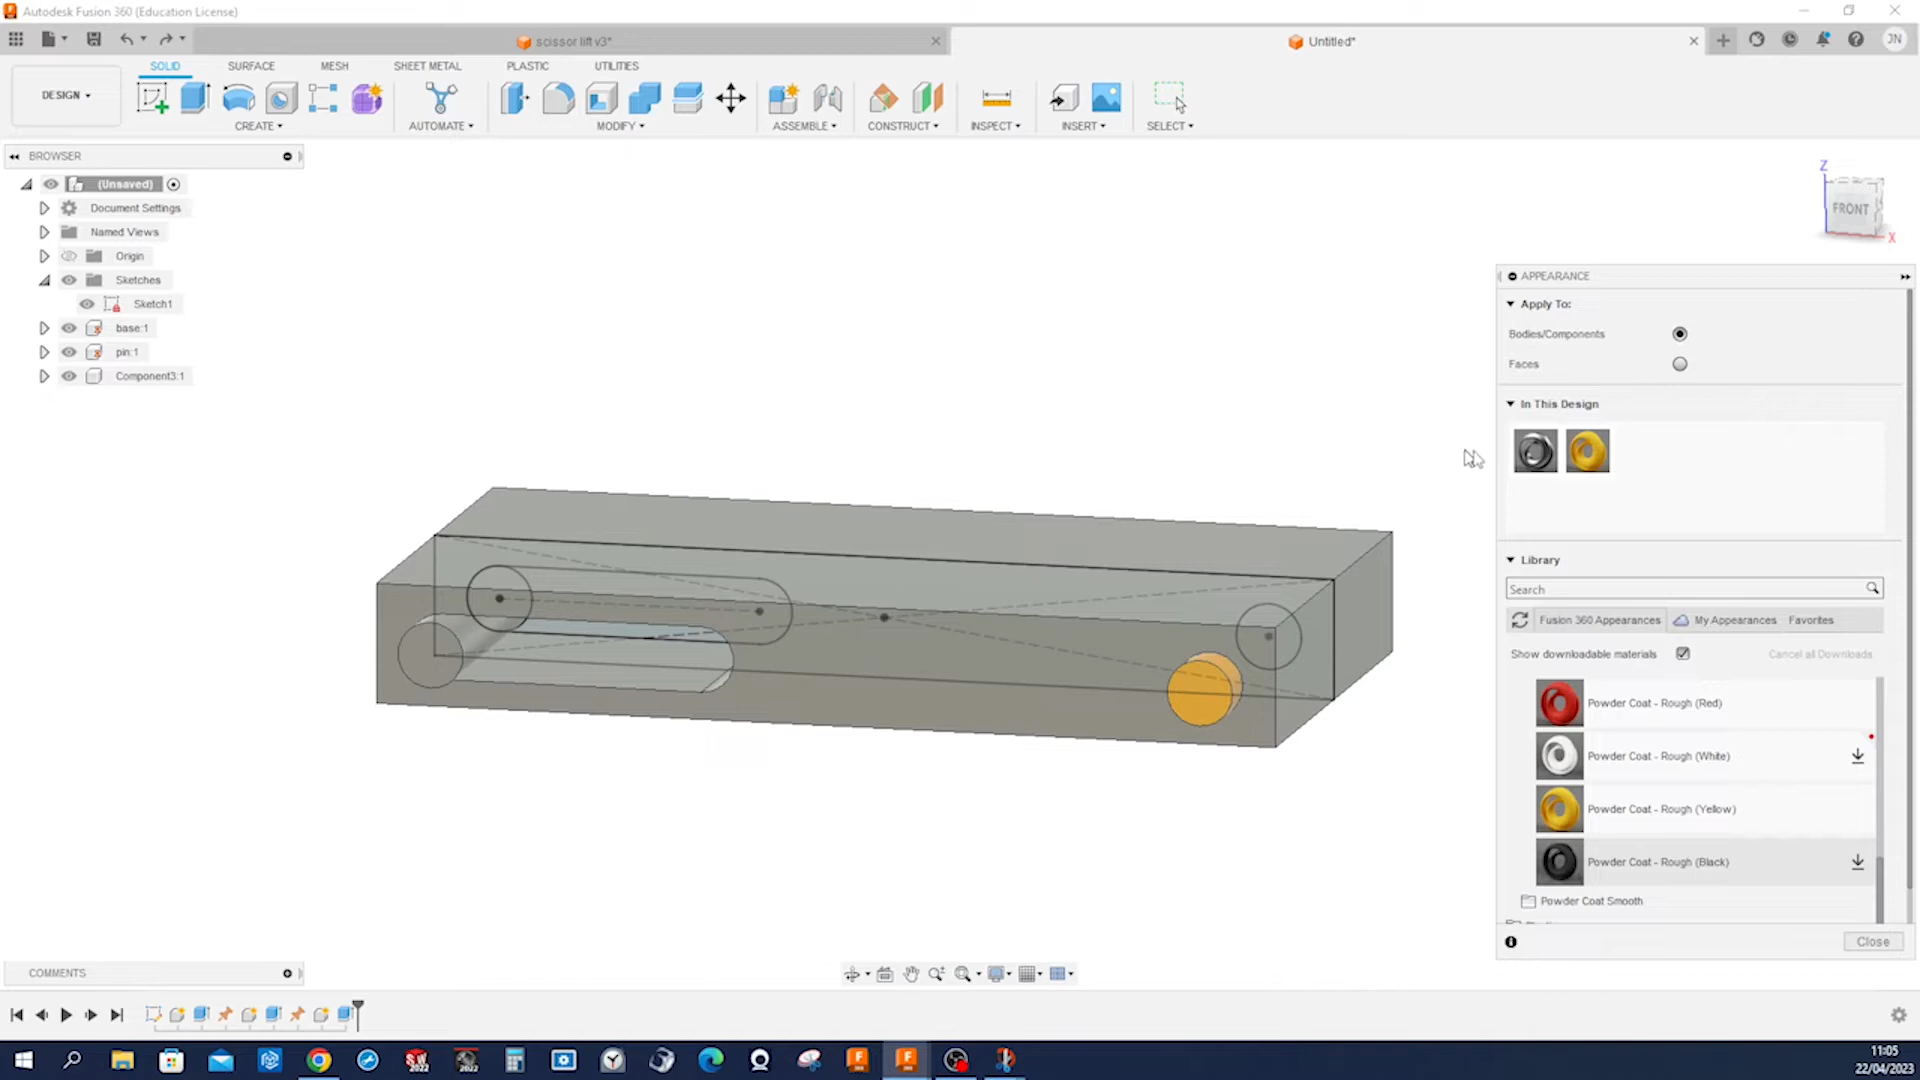 Autodesk Fusion 360 (Education License)
scissor lift v3*
Untitled*
JN
SOLID
SURFACE
MESH
SHEET METAL
PLASTIC
UTILITIES
DESIGN
CREATE
AUTOMATE
MODIFY
ASSEMBLE
CONSTRUCT
INSPECT
INSERT
SELECT
BROWSER
(Unsaved)
Document Settings
Named Views
Origin
Sketches
Sketch1
base:1
pin:1
Component3:1
Z
FRONT
X
APPEARANCE
Apply To:
Bodies/Components
Faces
In This Design
Library
Search
Fusion 360 Appearances
My Appearances
Favorites
Show downloadable materials
Cancel all Downloads
Powder Coat - Rough (Red)
Powder Coat - Rough (White)
Powder Coat - Rough (Yellow)
Powder Coat - Rough (Black)
Powder Coat Smooth
Close
COMMENTS
11:05
22/04/2023